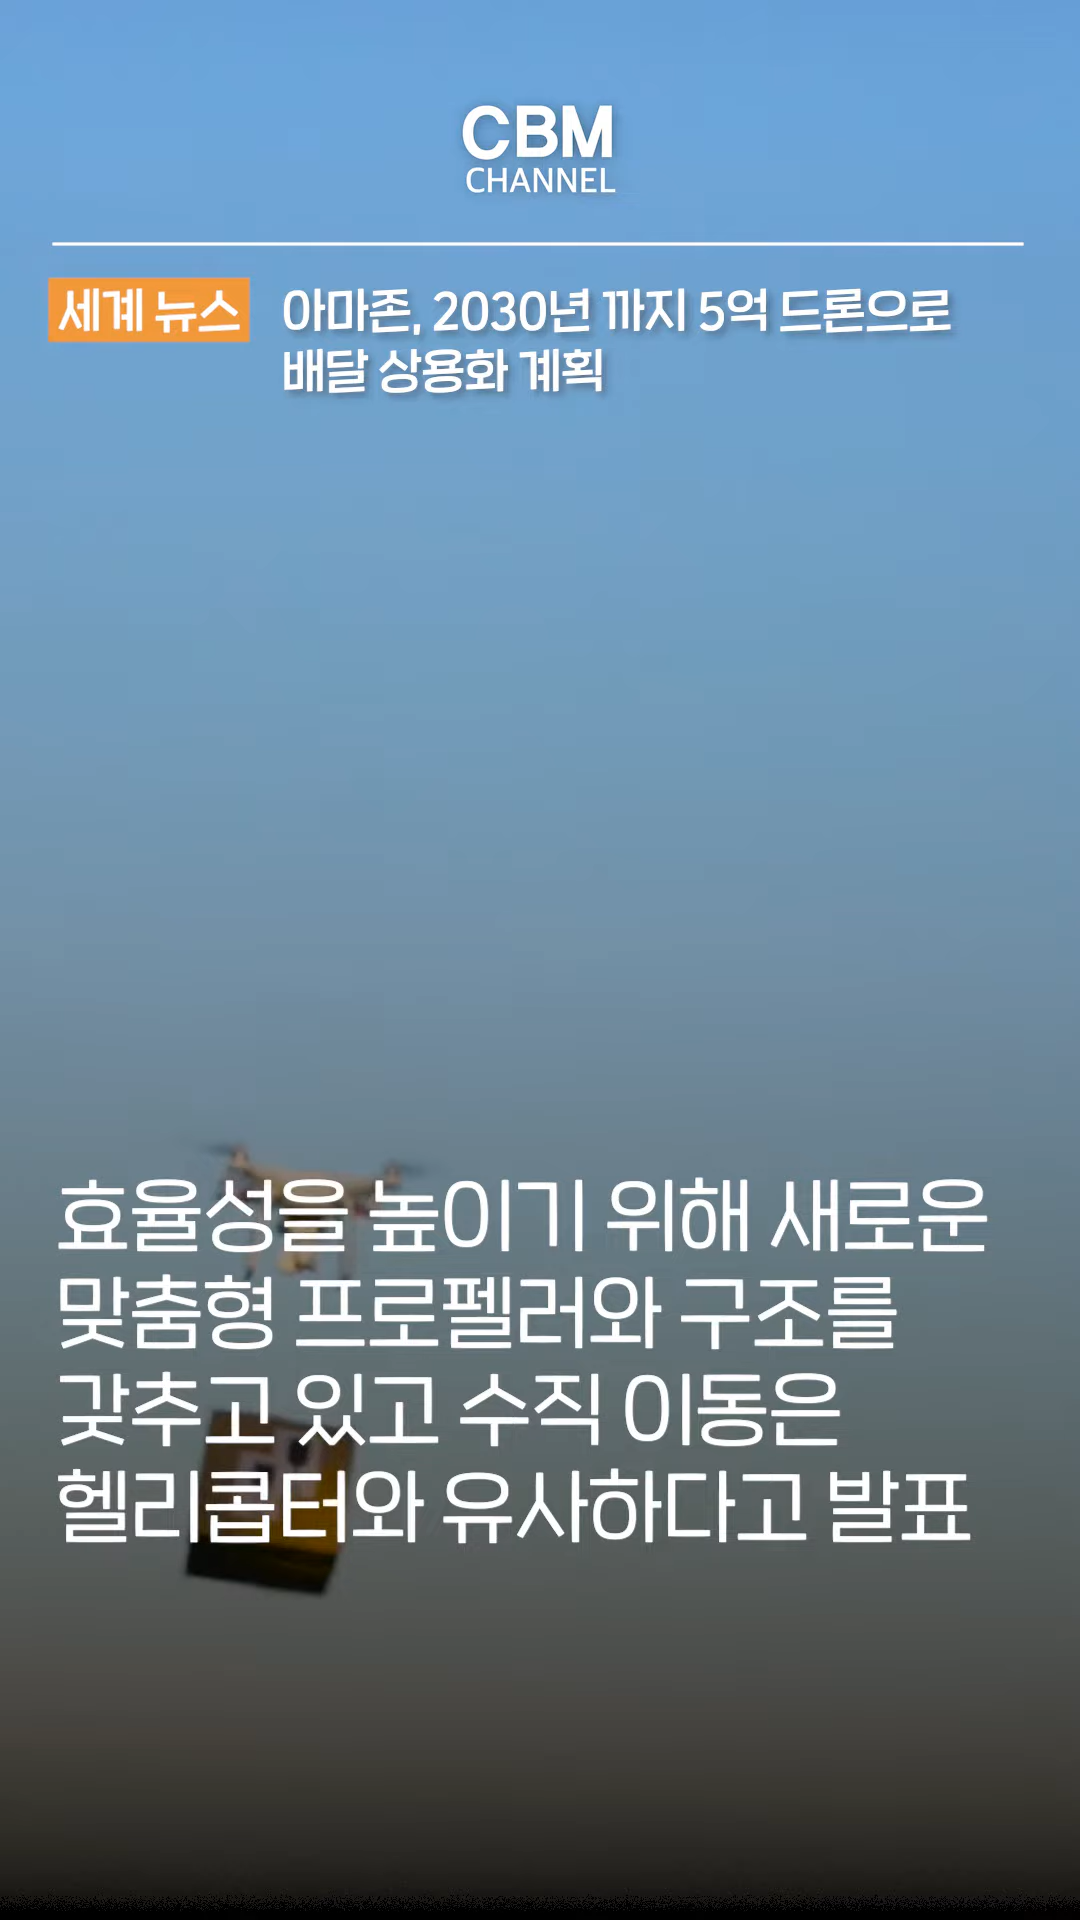 CBM
CHANNEL
세계 뉴스
아마존, 2030년 까지 5억 드론으로
배달 상용화 계획
효율성을 높이기 위해 새로운
맞춤형 프로펠러와 구조를
갖추고 있고 수직 이동은
헬리콥터와 유사하다고 발표